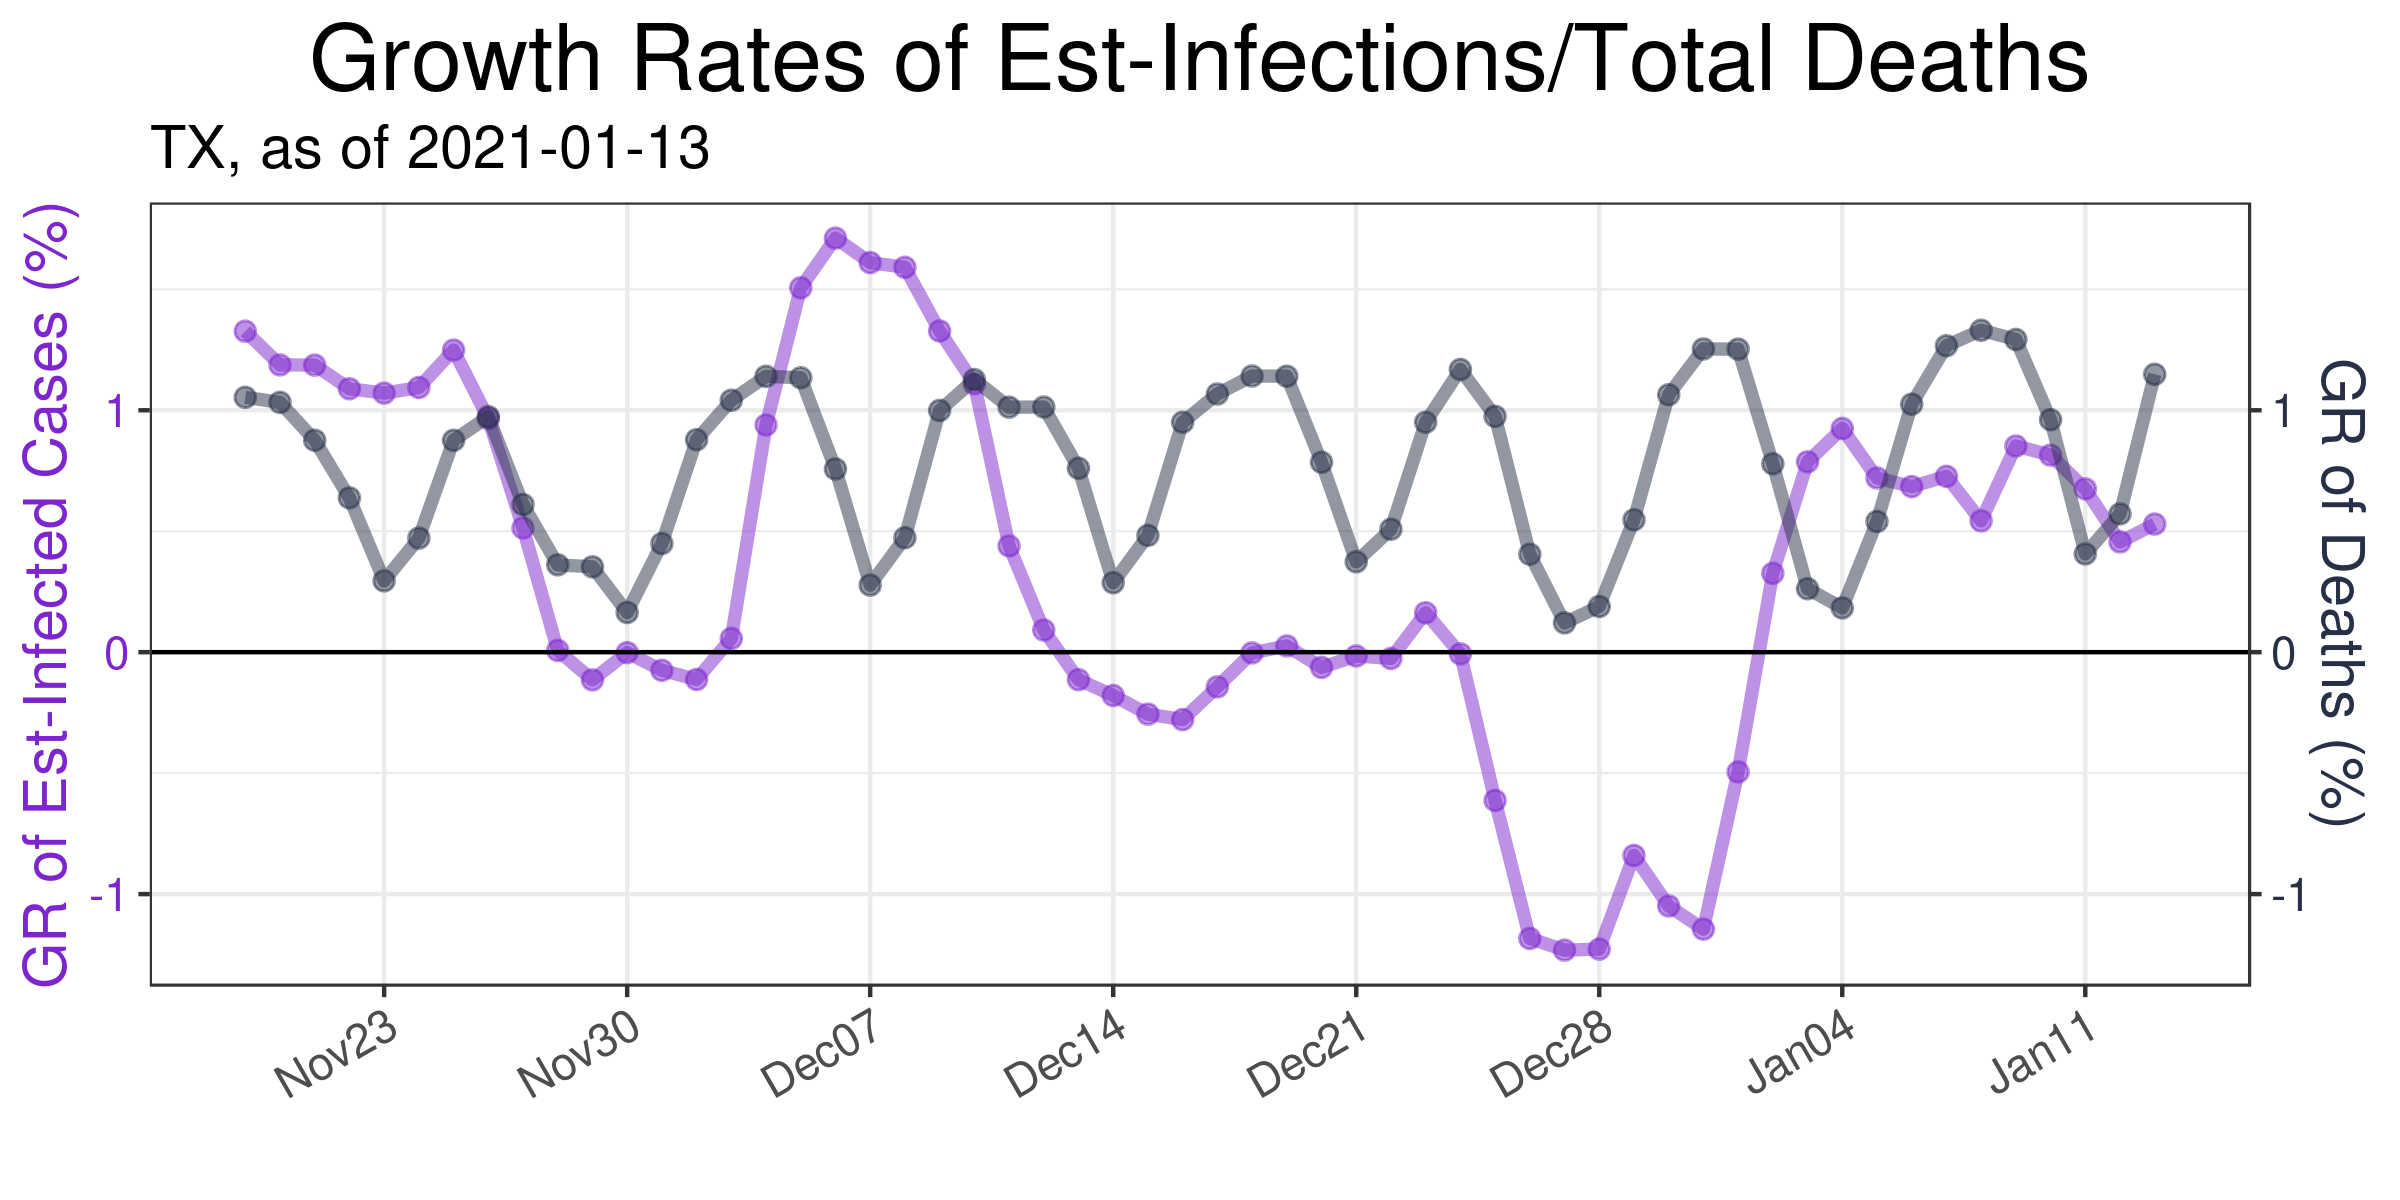 Growth Rates of Est-Infections/Total Deaths
TX, as of 2021-01-13
GR of Est-Infected Cases (%)
1
0
-1
1
0
-1
GR of Deaths (%)
Nov23
Nov30
Dec07
Dec14
Dec21
Dec28
Jan04
Jan11